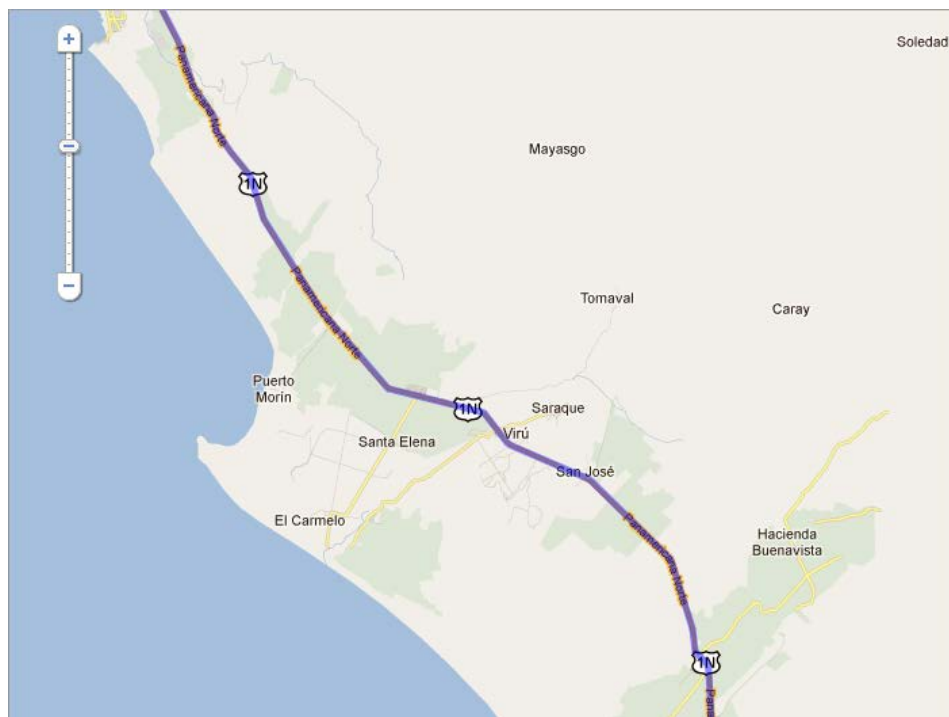 +
Soledad
Panamericana Norte
Mayasgo
1N
Panamericana Norte
Tomaval
Caray
Puerto
Morín
1N
Saraque
Virú
Santa Elena
San José
El Carmelo
Panamericana Norte
Hacienda
Buenavista
1N
Pana